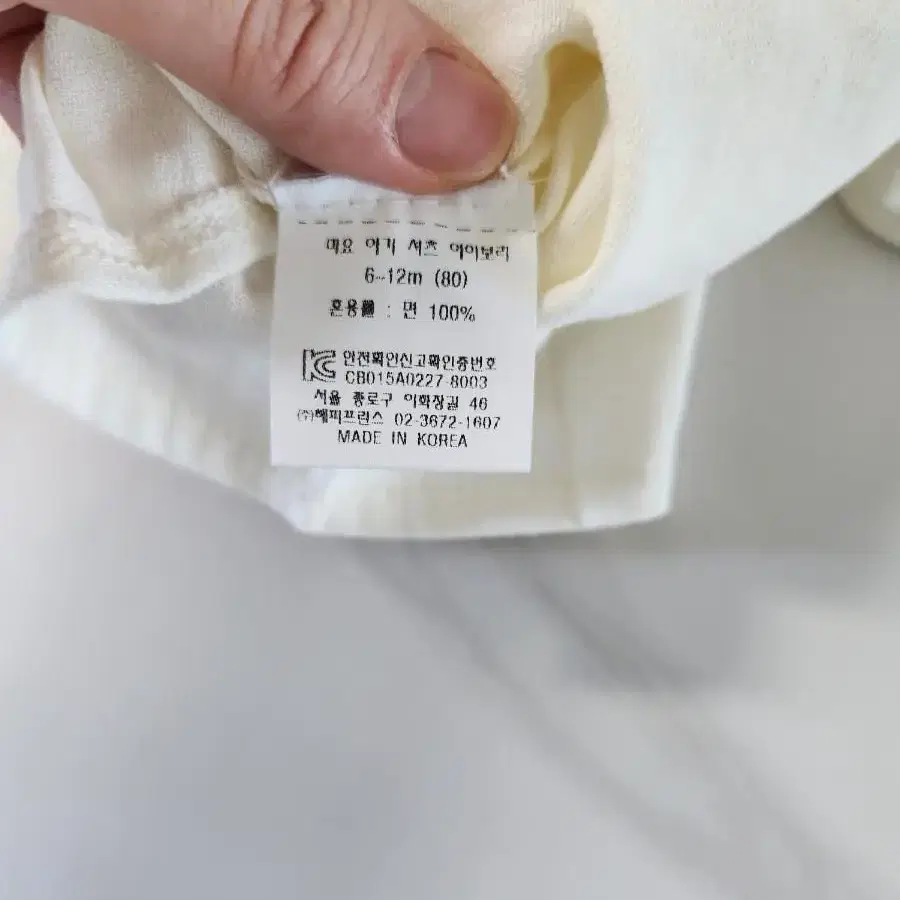 마요 아기 셔츠 아이보리
6-12m (80)
혼용률 : 면 100%
안전확인신고확인증번호
CB015A0227-8003
서울 종로구 이화장길 46
(주)해피프린스 02-3672-1607
MADE IN KOREA